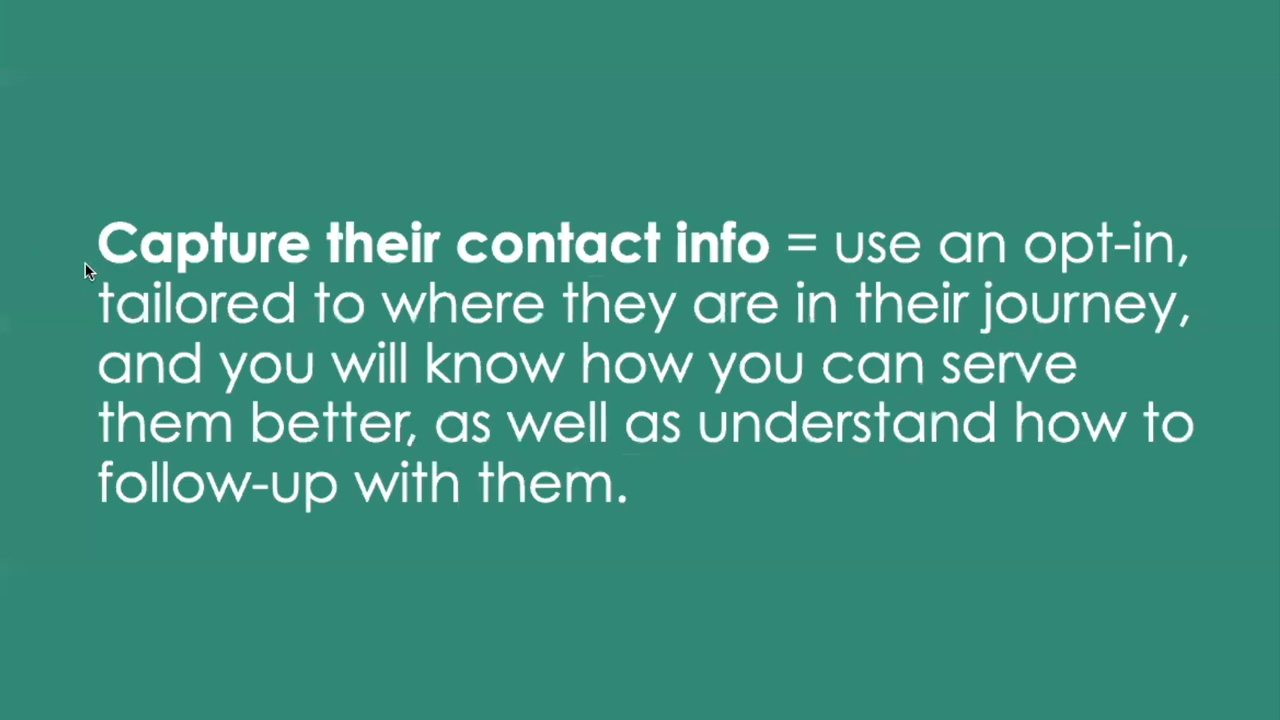 Capture their contact info = use an opt-in,
tailored to where they are in their journey,
and you will know how you can serve
them better, as well as understand how to
follow-up with them.